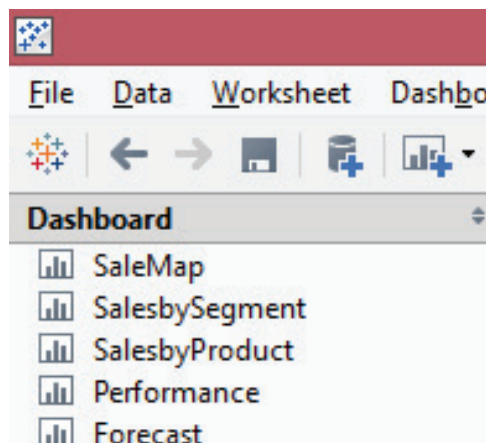 File Data Worksheet Dashbo
Dashboard
SaleMap
SalesbySegment
SalesbyProduct
Performance
Forecast